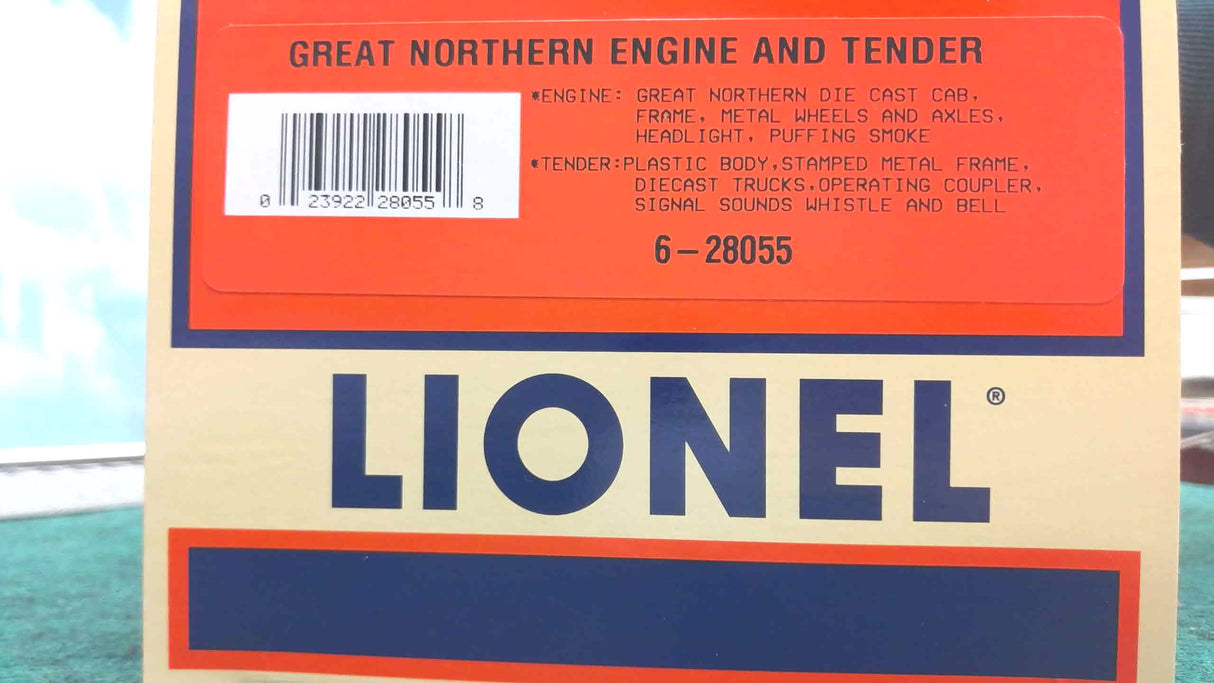 GREAT NORTHERN ENGINE AND TENDER
*ENGINE: GREAT NORTHERN DIE CAST CAB,
FRAME, METAL WHEELS AND AXLES,
HEADLIGHT, PUFFING SMOKE
*TENDER:PLASTIC BODY,STAMPED METAL FRAME,
DIECAST TRUCKS,OPERATING COUPLER,
SIGNAL SOUNDS WHISTLE AND BELL
0 23922 28055 8
6-28055
LIONEL®